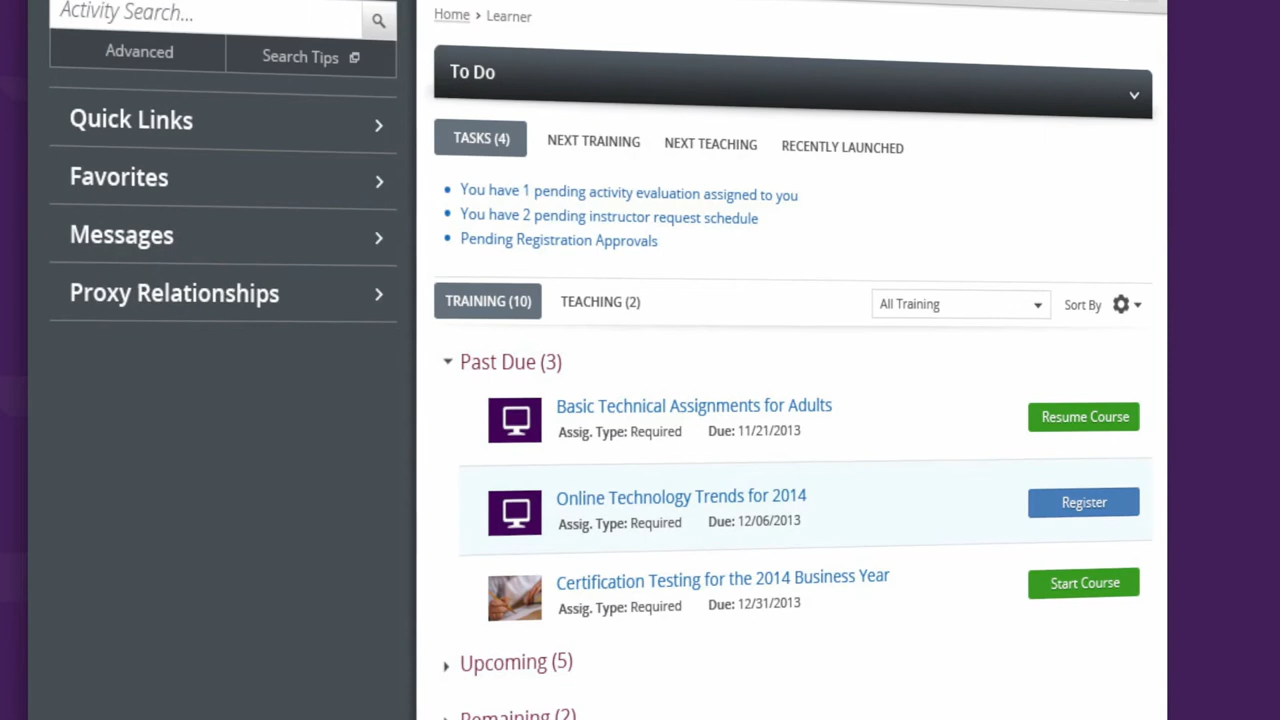 Activity Search...
Advanced
Search Tips
Quick Links
Favorites
Messages
Proxy Relationships
Home > Learner
To Do
TASKS (4) NEXT TRAINING NEXT TEACHING RECENTLY LAUNCHED
• You have 1 pending activity evaluation assigned to you
• You have 2 pending instructor request schedule
• Pending Registration Approvals
TRAINING (10) TEACHING (2) All Training Sort By
Past Due (3)
Basic Technical Assignments for Adults
Assig. Type: Required Due: 11/21/2013
Resume Course
Online Technology Trends for 2014
Assig. Type: Required Due: 12/06/2013
Register
Certification Testing for the 2014 Business Year
Assig. Type: Required Due: 12/31/2013
Start Course
Upcoming (5)
Remaining (2)